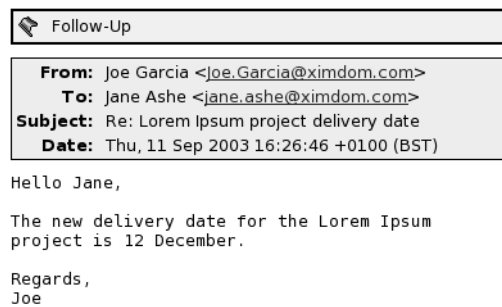 Follow-Up
From: Joe Garcia <Joe.Garcia@ximdom.com>
To: Jane Ashe <jane.ashe@ximdom.com>
Subject: Re: Lorem Ipsum project delivery date
Date: Thu, 11 Sep 2003 16:26:46 +0100 (BST)
Hello Jane,
The new delivery date for the Lorem Ipsum
project is 12 December.
Regards,
Joe